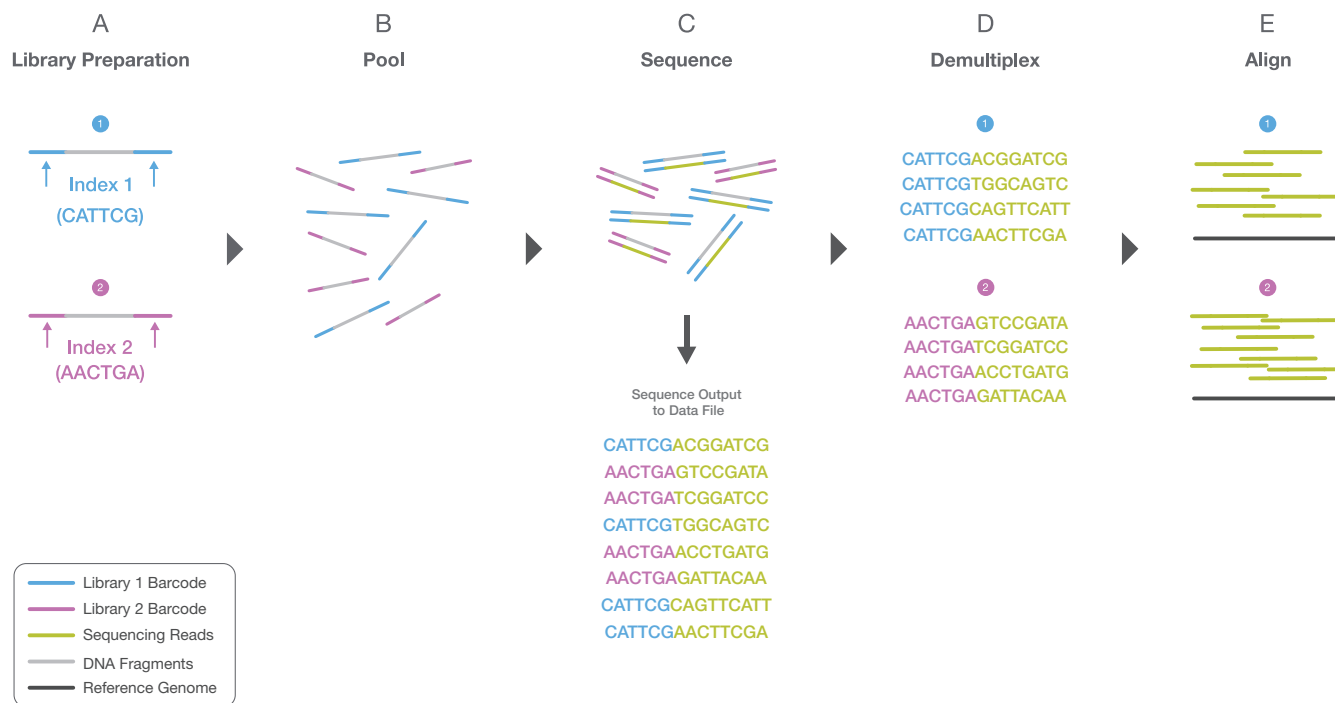 A
Library Preparation
1
Index 1
(CATTCG)
2
Index 2
(AACTGA)
B
Pool
C
Sequence
Sequence Output
to Data File
CATTCGACGGATCG
AACTGAGTCCGATA
AACTGATCGGATCC
CATTCGTGGCAGTC
AACTGAACCTGATG
AACTGAGATTACAA
CATTCGCAGTTCATT
CATTCGAACTTCGA
D
Demultiplex
1
CATTCGACGGATCG
CATTCGTGGCAGTC
CATTCGCAGTTCATT
CATTCGAACTTCGA
2
AACTGAGTCCGATA
AACTGATCGGATCC
AACTGAACCTGATG
AACTGAGATTACAA
E
Align
1
2
Library 1 Barcode
Library 2 Barcode
Sequencing Reads
DNA Fragments
Reference Genome